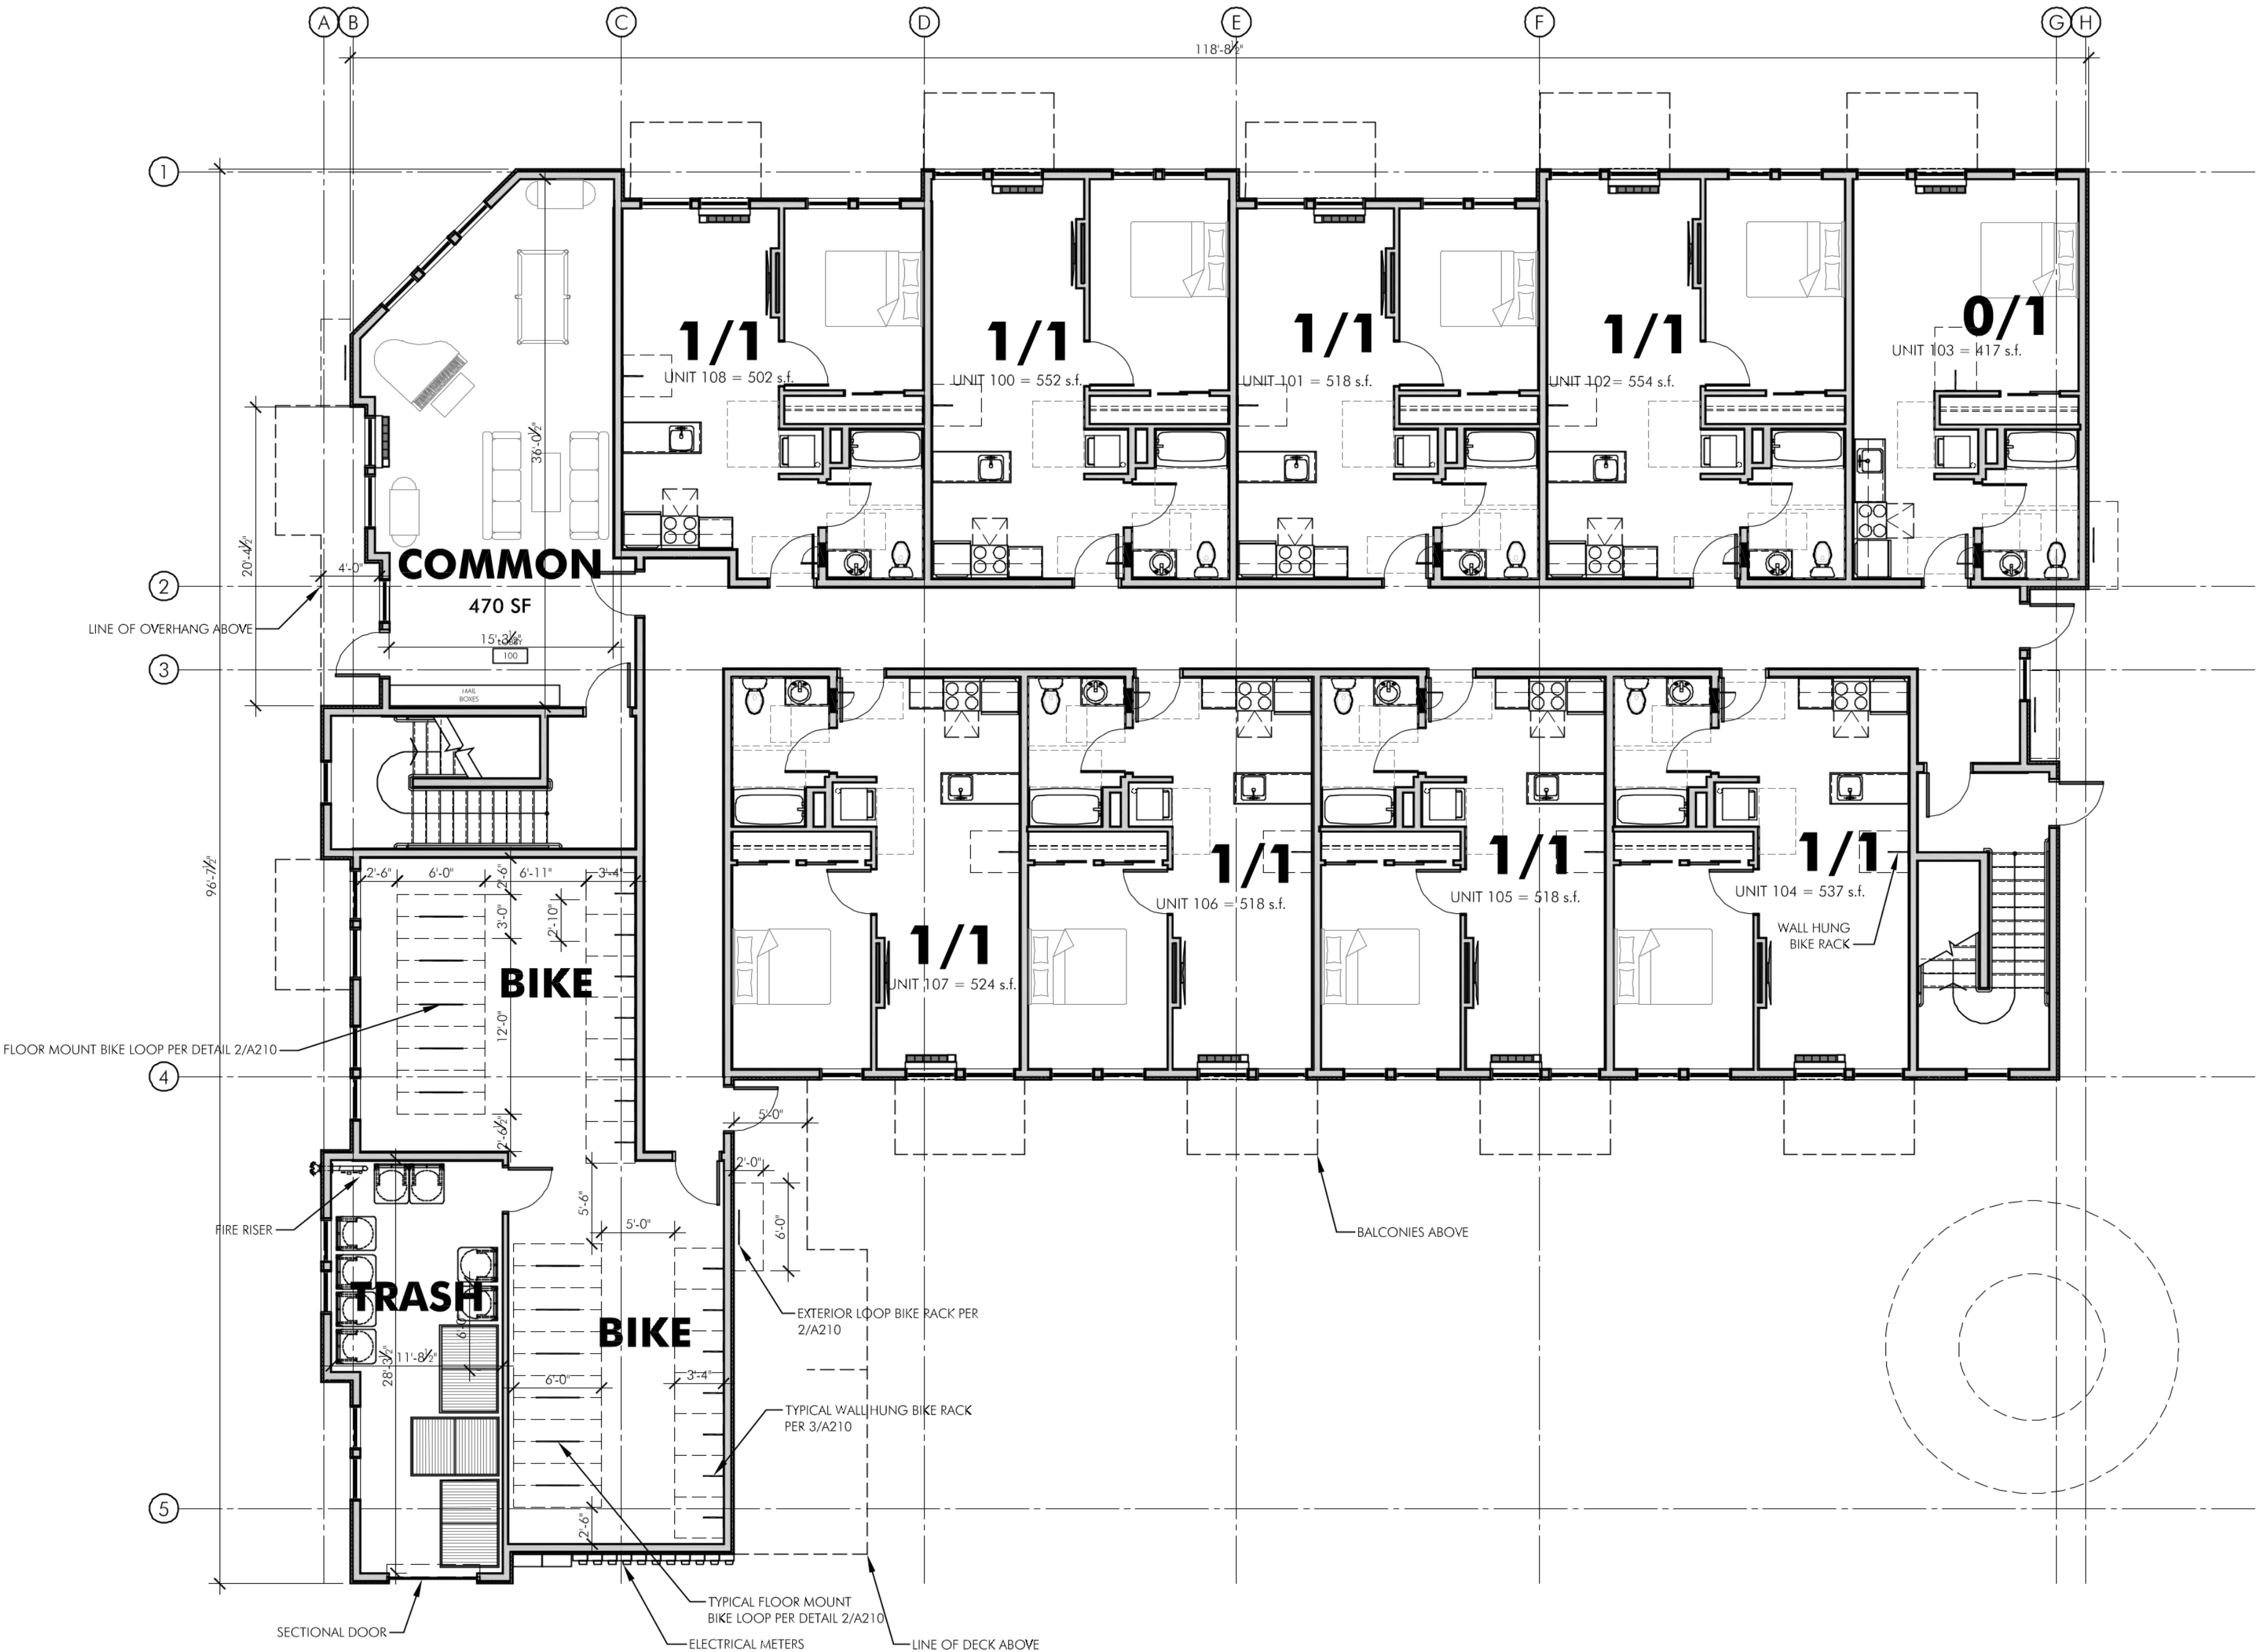 A B C D E F G H
118'-8½"
1
1/1
UNIT 108 = 502 s.f.
1/1
UNIT 100 = 552 s.f.
1/1
UNIT 101 = 518 s.f.
1/1
UNIT 102= 554 s.f.
0/1
UNIT 103 = 417 s.f.
36'-0½"
20'-4½"
4'-0"
COMMON
470 SF
2
LINE OF OVERHANG ABOVE
15'-3½"
100
3
MAIL
BOXES
96'-7½"
2'-6"
6'-0"
2'-6"
6'-11"
3'-4"
3'-0"
2'-10"
BIKE
12'-0"
FLOOR MOUNT BIKE LOOP PER DETAIL 2/A210
4
2'-6½"
1/1
UNIT 107 = 524 s.f.
1/1
UNIT 106 = 518 s.f.
1/1
UNIT 105 = 518 s.f.
1/1
UNIT 104 = 537 s.f.
WALL HUNG
BIKE RACK
5'-0"
2'-0"
6'-0"
5'-6"
5'-0"
FIRE RISER
BALCONIES ABOVE
TRASH
6'-0"
BIKE
EXTERIOR LOOP BIKE RACK PER
2/A210
28'-3½"
11'-8½"
6'-0"
3'-4"
TYPICAL WALL HUNG BIKE RACK
PER 3/A210
5
2'-6"
TYPICAL FLOOR MOUNT
BIKE LOOP PER DETAIL 2/A210
SECTIONAL DOOR
ELECTRICAL METERS
LINE OF DECK ABOVE